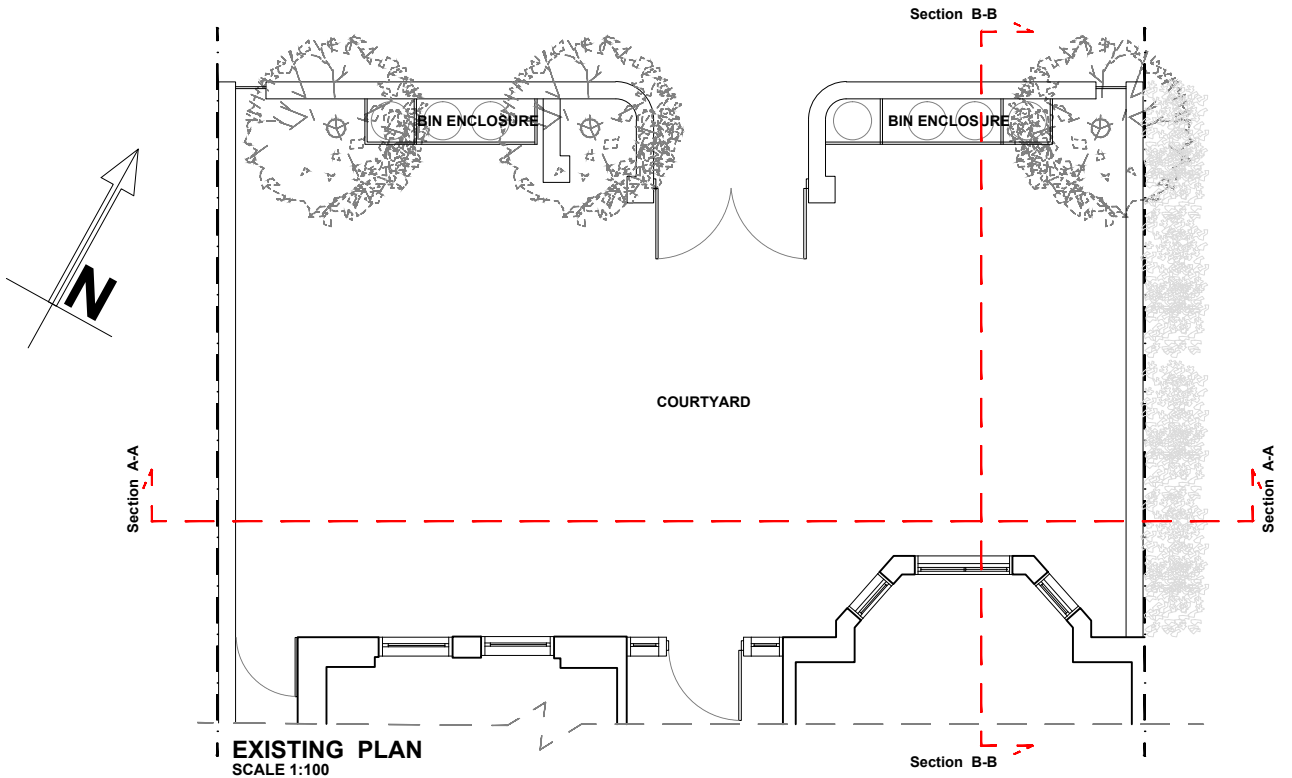 Section B-B
BIN ENCLOSURE
BIN ENCLOSURE
N
COURTYARD
Section A-A
Section A-A
EXISTING PLAN
SCALE 1:100
Section B-B